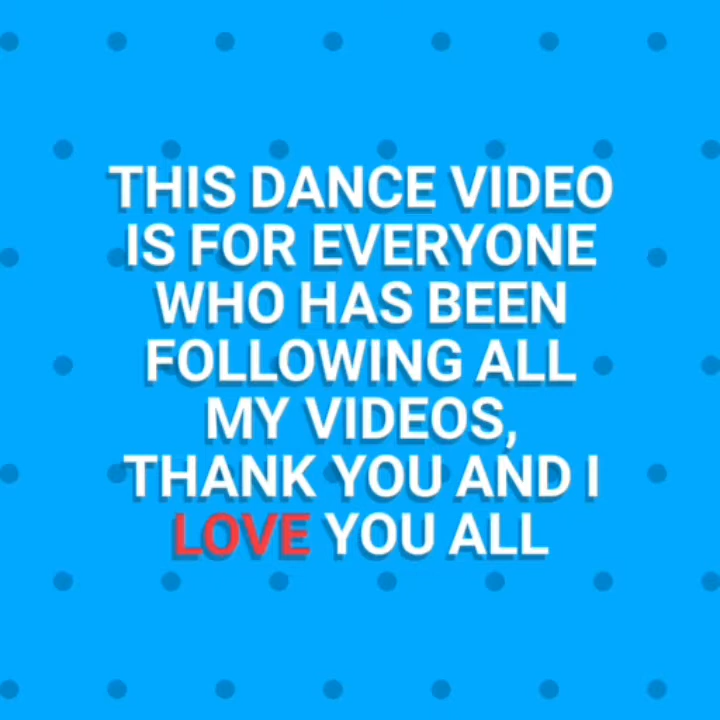 THIS DANCE VIDEO
IS FOR EVERYONE
WHO HAS BEEN
FOLLOWING ALL
MY VIDEOS,
THANK YOU AND I
LOVE YOU ALL